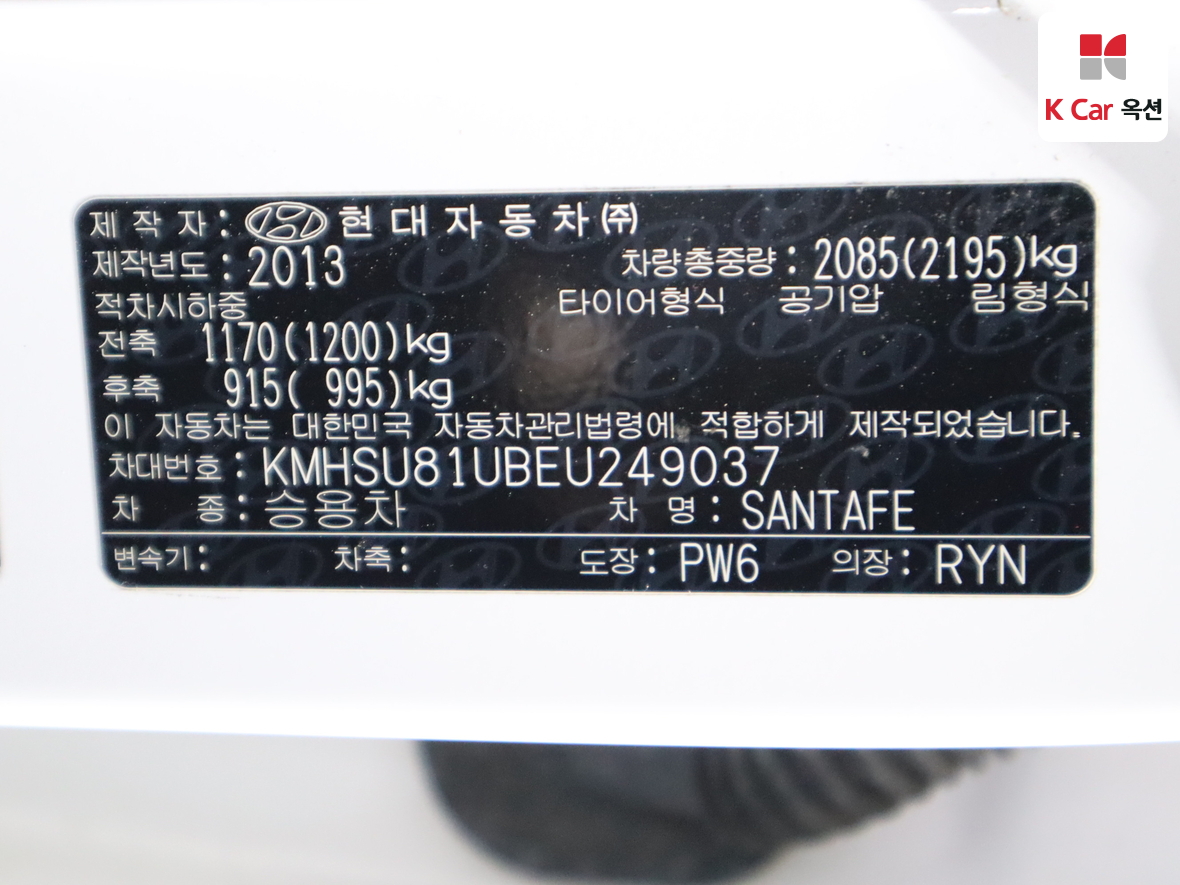 K Car 옥션
제 작 자 : 현 대 자 동 차 ㈜
제작년도 : 2013 차량총중량 : 2085(2195)kg
적차시하중 타이어형식 공기압 림형식
전축 1170(1200)kg
후축 915( 995)kg
이 자동차는 대한민국 자동차관리법령에 적합하게 제작되었습니다.
차대번호 : KMHSU81UBEU249037
차 종 : 승용차 차 명 : SANTAFE
변속기 : 차축 : 도장 : PW6 의장 : RYN